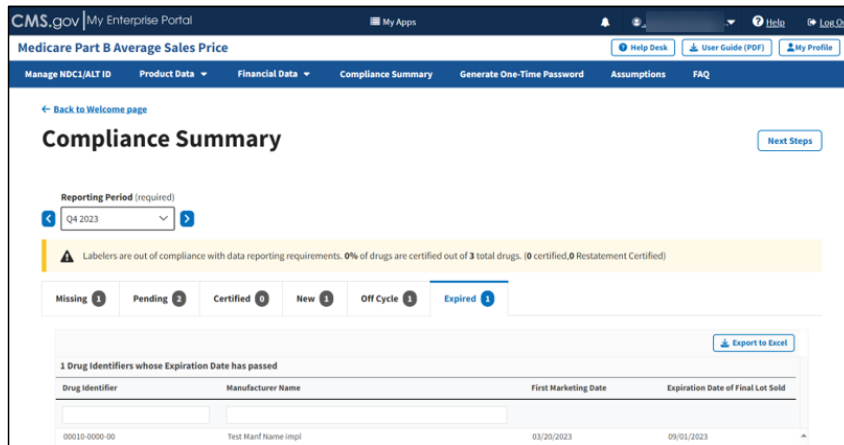 CMS.gov My Enterprise Portal My Apps Help Log
Medicare Part B Average Sales Price Help Desk User Guide (PDF) My Profile
Manage NDC1/ALT ID Product Data Financial Data Compliance Summary Generate One-Time Password Assumptions FAQ
← Back to Welcome page
Compliance Summary Next Steps
Reporting Period (required)
Q4 2023
Labelers are out of compliance with data reporting requirements. 0% of drugs are certified out of 3 total drugs. (0 certified,0 Restatement Certified)
Missing 1 Pending 2 Certified 0 New 1 Off Cycle 1 Expired 1
Export to Excel
1 Drug Identifiers whose Expiration Date has passed
Drug Identifier Manufacturer Name First Marketing Date Expiration Date of Final Lot Sold
00010-0000-00 Test Manf Name impl 03/20/2023 09/01/2023